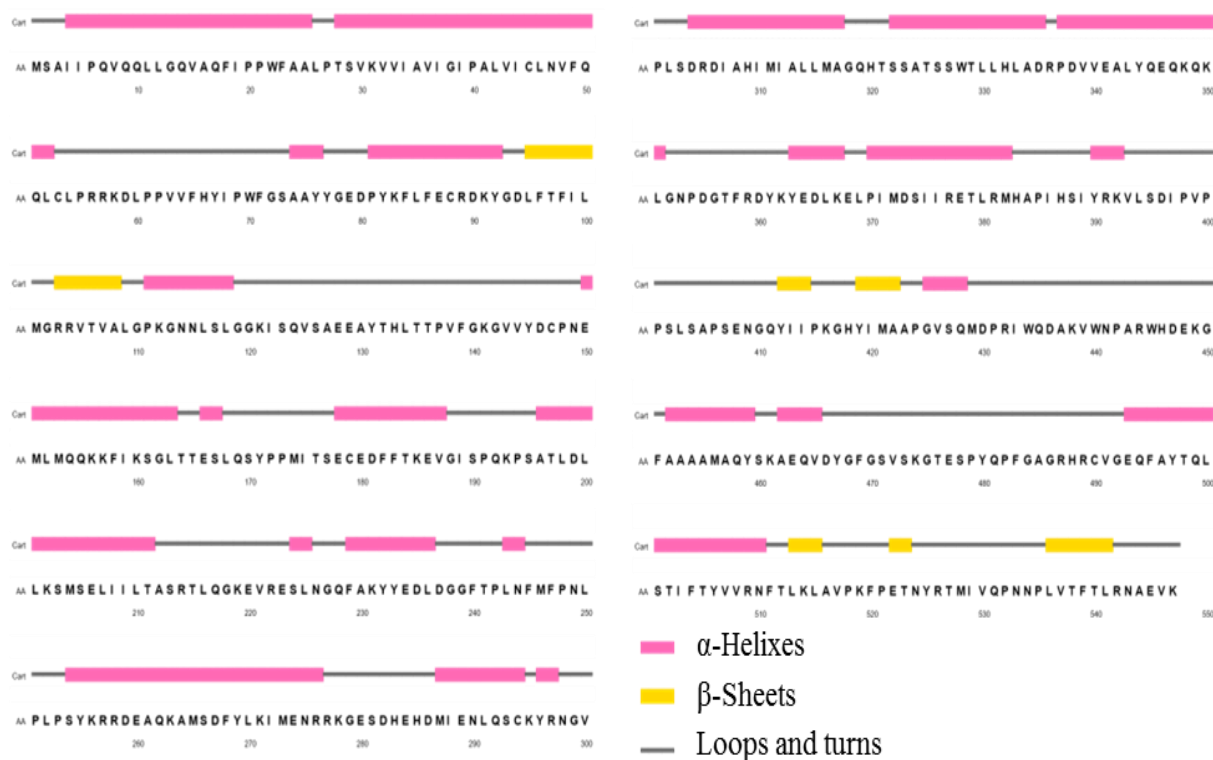 Cart
AA MSAIIPQVQQLLGQVAQFIPPWFAALPTSVKVVIAVIGIPALVICLNVFQ
10 20 30 40 50
Cart
AA QLCLPRRKDLPPVVFHYIPWFGSAAYYGEDPYKFLFECRDKYGDLFTFIL
60 70 80 90 100
Cart
AA MGRRVTVALGPKGNNLSLGGKISQVSAEEAYTHLTTPVFGKGVVYDCPNE
110 120 130 140 150
Cart
AA MLMQQKKFIKSGLTTESLQSYPPMITSECEDFFTKEVGISPQKPSATLDL
160 170 180 190 200
Cart
AA LKSMSELIILTASRTLQGKEVRESLNGQFAKYYEDLDGGFTPLNFMFPNL
210 220 230 240 250
Cart
AA PLPSYKRRDEAQKAMSDFYLKIMENRRKGESDHEHDMIENLQSCKYRNGV
260 270 280 290 300
Cart
AA PLSDRDIAHIMIALLMAGQHTSSATSSWTLLHLADRPDVVEALYQEQKQK
310 320 330 340 350
Cart
AA LGNPDGTFRDYKYEDLKELPIMDSIIRETLRMHAPIHSIYRKVLSDIPVP
360 370 380 390 400
Cart
AA PSLSAPSENGQYIIPKGHYIMAAPGVSQMDPRIWQDAKVWNPARWHDEKG
410 420 430 440 450
Cart
AA FAAAAMAQYSKAEQVDYGFGSVSKGTESPYQPFGAGRHRCVGEQFAYTQL
460 470 480 490 500
Cart
AA STIFTYVVRNFTLKLAVPKFPETNYRTMIVQPNNPLVTFTLRNAEVK
510 520 530 540 550
α-Helixes
β-Sheets
Loops and turns